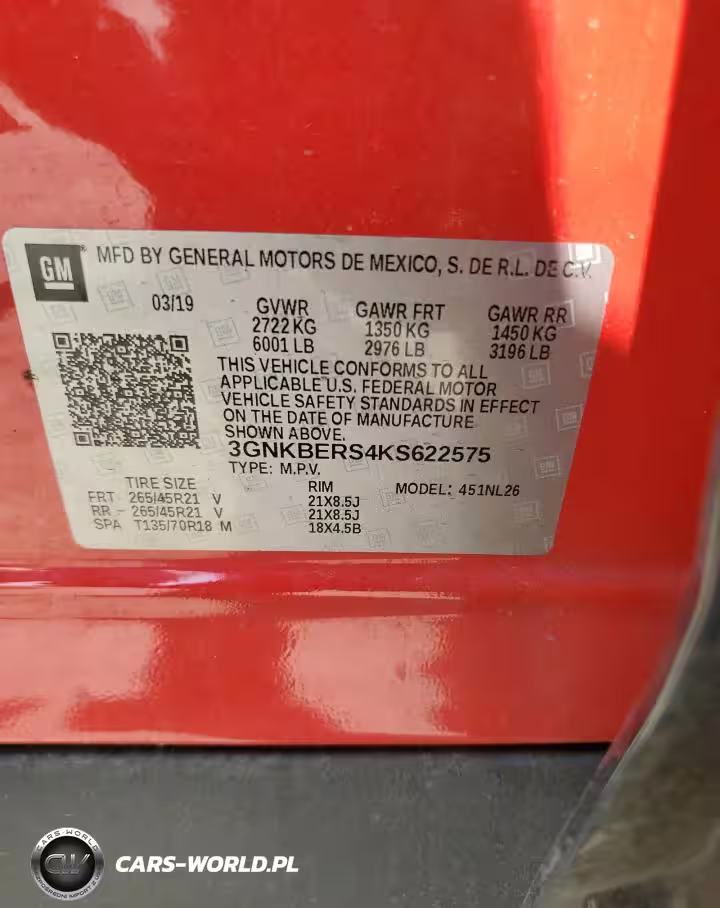 GM
MFD BY GENERAL MOTORS DE MEXICO, S. DE R.L. DE C.V.
03/19
GVWR GAWR FRT GAWR RR
2722 KG 1350 KG 1450 KG
6001 LB 2976 LB 3196 LB
THIS VEHICLE CONFORMS TO ALL
APPLICABLE U.S. FEDERAL MOTOR
VEHICLE SAFETY STANDARDS IN EFFECT
ON THE DATE OF MANUFACTURE
SHOWN ABOVE.
3GNKBERS4KS622575
TYPE: M.P.V.
TIRE SIZE RIM MODEL: 451NL26
FRT 265/45R21 V 21X8.5J
RR - 265/45R21 V 21X8.5J
SPA T135/70R18 M 18X4.5B
CARS-WORLD
CW
CARS-WORLD.PL